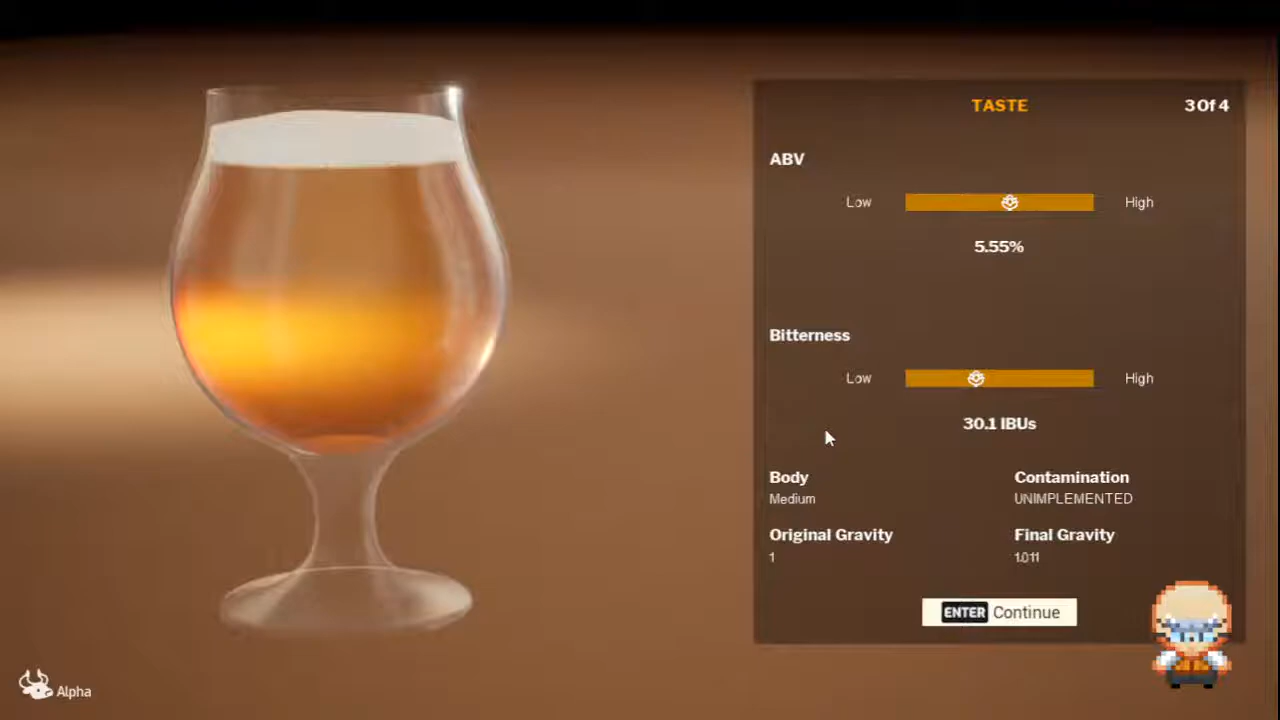 TASTE 3 Of 4
ABV
Low High
5.55%
Bitterness
Low High
30.1 IBUs
Body Contamination
Medium UNIMPLEMENTED
Original Gravity Final Gravity
1 1.011
ENTER Continue
Alpha